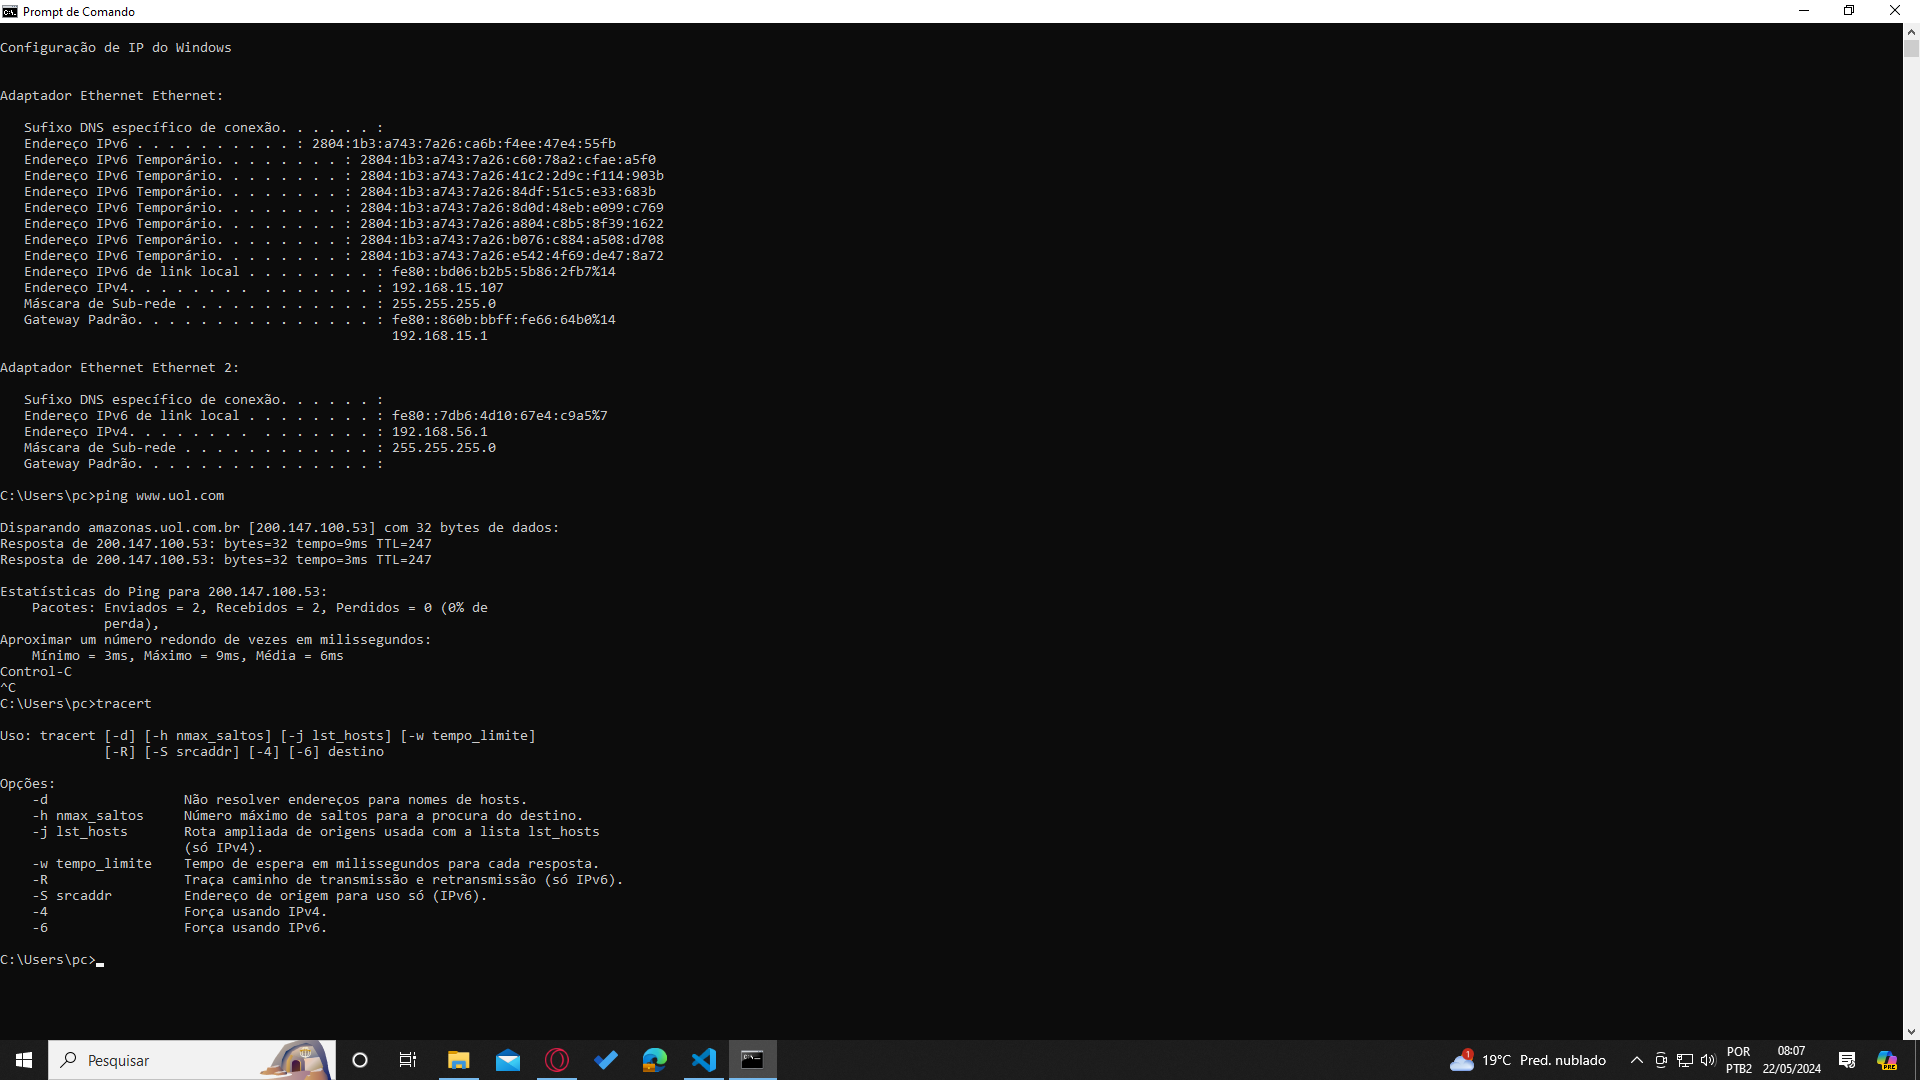 Prompt de Comando
Configuração de IP do Windows
Adaptador Ethernet Ethernet:
Sufixo DNS específico de conexão. . . . . . :
Endereço IPv6 . . . . . . . . . . : 2804:1b3:a743:7a26:ca6b:f4ee:47e4:55fb
Endereço IPv6 Temporário. . . . . . . . : 2804:1b3:a743:7a26:c60:78a2:cfae:a5f0
Endereço IPv6 Temporário. . . . . . . . : 2804:1b3:a743:7a26:41c2:2d9c:f114:903b
Endereço IPv6 Temporário. . . . . . . . : 2804:1b3:a743:7a26:84df:51c5:e33:683b
Endereço IPv6 Temporário. . . . . . . . : 2804:1b3:a743:7a26:8d0d:48eb:e099:c769
Endereço IPv6 Temporário. . . . . . . . : 2804:1b3:a743:7a26:a804:c8b5:8f39:1622
Endereço IPv6 Temporário. . . . . . . . : 2804:1b3:a743:7a26:b076:c884:a508:d708
Endereço IPv6 Temporário. . . . . . . . : 2804:1b3:a743:7a26:e542:4f69:de47:8a72
Endereço IPv6 de link local . . . . . . . . : fe80::bd06:b2b5:5b86:2fb7%14
Endereço IPv4. . . . . . . .  . . . . . . . : 192.168.15.107
Máscara de Sub-rede . . . . . . . . . . . . : 255.255.255.0
Gateway Padrão. . . . . . . . . . . . . . . : fe80::860b:bbff:fe66:64b0%14
192.168.15.1
Adaptador Ethernet Ethernet 2:
Sufixo DNS específico de conexão. . . . . . :
Endereço IPv6 de link local . . . . . . . . : fe80::7db6:4d10:67e4:c9a5%7
Endereço IPv4. . . . . . . .  . . . . . . . : 192.168.56.1
Máscara de Sub-rede . . . . . . . . . . . . : 255.255.255.0
Gateway Padrão. . . . . . . . . . . . . . . :
C:\Users\pc>ping www.uol.com
Disparando amazonas.uol.com.br [200.147.100.53] com 32 bytes de dados:
Resposta de 200.147.100.53: bytes=32 tempo=9ms TTL=247
Resposta de 200.147.100.53: bytes=32 tempo=3ms TTL=247
Estatísticas do Ping para 200.147.100.53:
Pacotes: Enviados = 2, Recebidos = 2, Perdidos = 0 (0% de
perda),
Aproximar um número redondo de vezes em milissegundos:
Mínimo = 3ms, Máximo = 9ms, Média = 6ms
Control-C
^C
C:\Users\pc>tracert
Uso: tracert [-d] [-h nmax_saltos] [-j lst_hosts] [-w tempo_limite]
[-R] [-S srcaddr] [-4] [-6] destino
Opções:
-d Não resolver endereços para nomes de hosts.
-h nmax_saltos Número máximo de saltos para a procura do destino.
-j lst_hosts Rota ampliada de origens usada com a lista lst_hosts
(só IPv4).
-w tempo_limite Tempo de espera em milissegundos para cada resposta.
-R Traça caminho de transmissão e retransmissão (só IPv6).
-S srcaddr Endereço de origem para uso só (IPv6).
-4 Força usando IPv4.
-6 Força usando IPv6.
C:\Users\pc>
Pesquisar
1
19°C Pred. nublado
POR
PTB2
08:07
22/05/2024
PRE